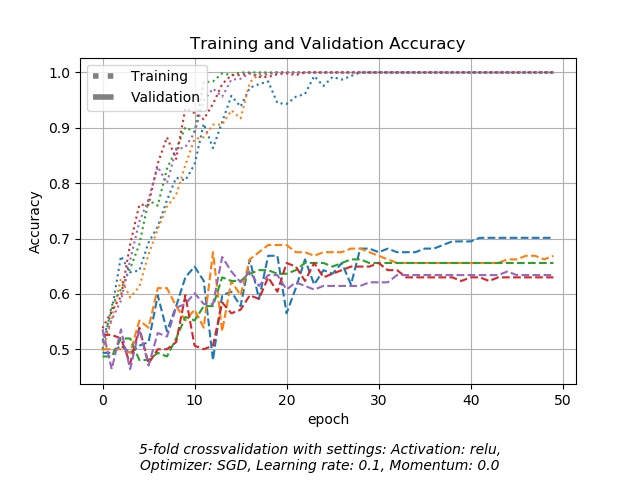 Training and Validation Accuracy
Training
Validation
Accuracy
1.0
0.9
0.8
0.7
0.6
0.5
0 10 20 30 40 50
epoch
5-fold crossvalidation with settings: Activation: relu,
Optimizer: SGD, Learning rate: 0.1, Momentum: 0.0